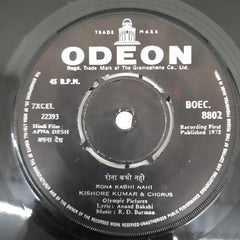 TRADE MARK
ODEON
Regd. Trade Mark of The Gramophone Co., Ltd.
45 R.P.M.
7XCEI.
22393
Hindi Film
APNA DESH
अपना देश
BOEC.
8802
Recording First
Published 1972
रोना कभी नहीं
RONA KABHI NAHI
KISHORE KUMAR & CHORUS
Olympic Pictures
Lyric: Anand Bakshi
Music: R. D. Burman